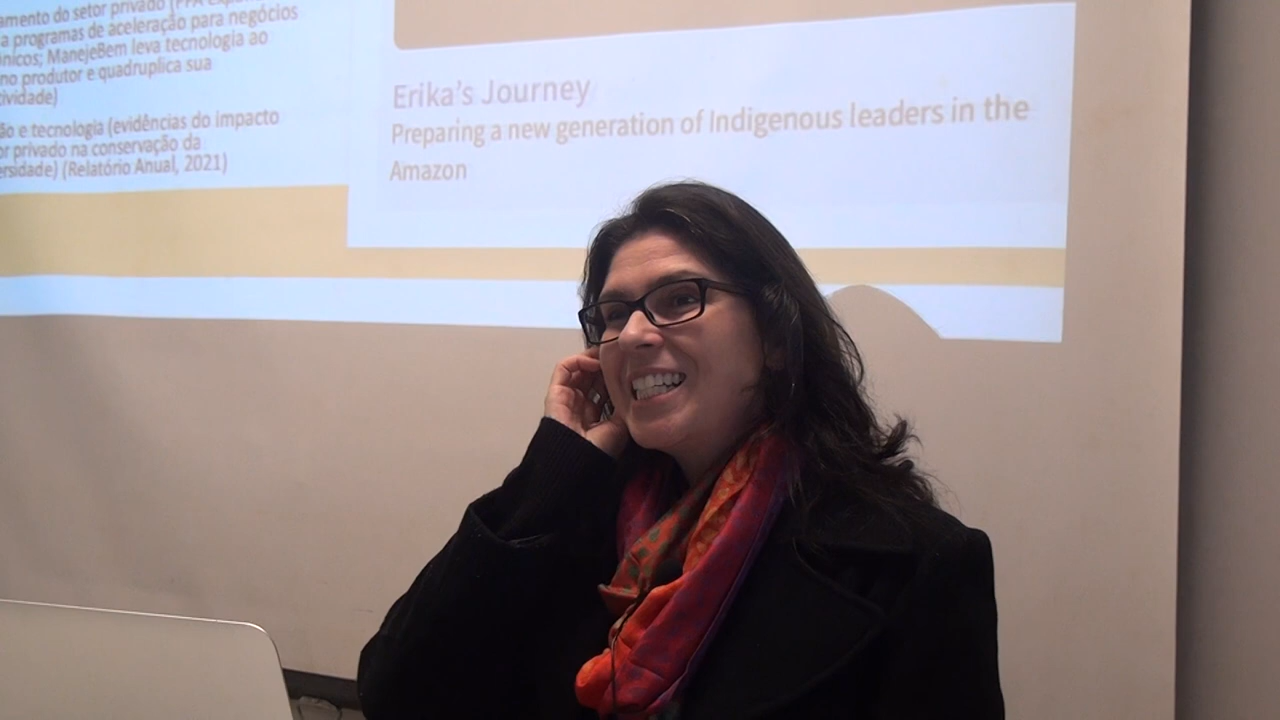 amento do setor privado (PPA
a programas de aceleração para negócios
nicos; ManejeBem leva tecnologia ao
no produtor e quadruplica sua
tividade)
ão e tecnologia (evidências do impacto
or privado na conservação da
ersidade) (Relatório Anual, 2021)
Erika's Journey
Preparing a new generation of Indigenous leaders in the
Amazon